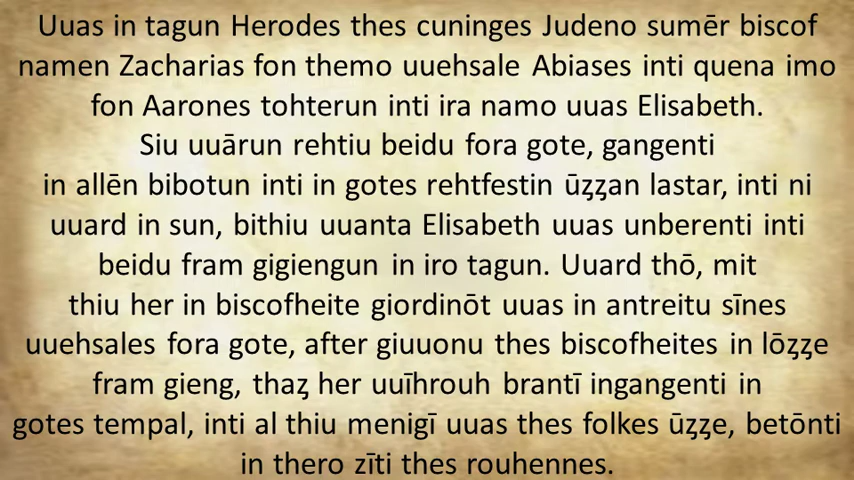 Uuas in tagun Herodes thes cuninges Judeno sumēr biscof
namen Zacharias fon themo uuehsale Abiases inti quena imo
fon Aarones tohterun inti ira namo uuas Elisabeth.
Siu uuārun rehtiu beidu fora gote, gangenti
in allēn bibotun inti in gotes rehtfestin ūȥȥan lastar, inti ni
uuard in sun, bithiu uuanta Elisabeth uuas unberenti inti
beidu fram gigiengun in iro tagun. Uuard thō, mit
thiu her in biscofheite giordinōt uuas in antreitu sīnes
uuehsales fora gote, after giuuonu thes biscofheites in lōȥȥe
fram gieng, thaȥ her uuīhrouh brantī ingangenti in
gotes tempal, inti al thiu menigī uuas thes folkes ūȥȥe, betōnti
in thero zīti thes rouhennes.